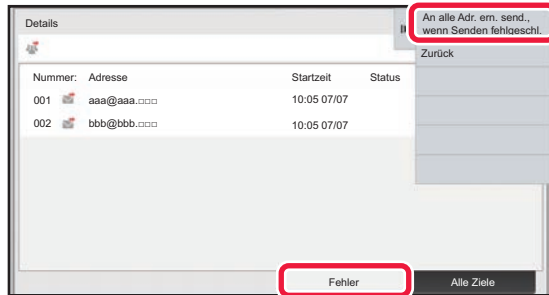 Details
An alle Adr. ern. send.,
wenn Senden fehlgeschl.
Zurück
Nummer: Adresse Startzeit Status
001 aaa@aaa.□□□ 10:05 07/07
002 bbb@bbb.□□□ 10:05 07/07
Fehler Alle Ziele